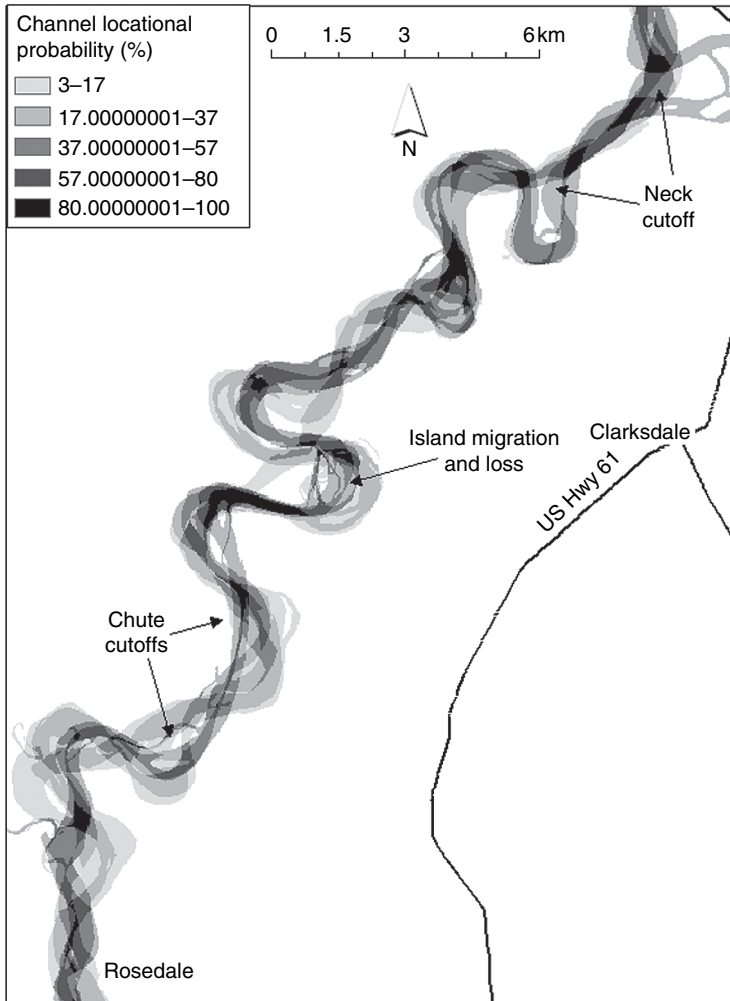 Channel locational
probability (%)
3–17
17.00000001–37
37.00000001–57
57.00000001–80
80.00000001–100
0 1.5 3 6 km
N
Neck
cutoff
Island migration
and loss
Clarksdale
US Hwy 61
Chute
cutoffs
Rosedale